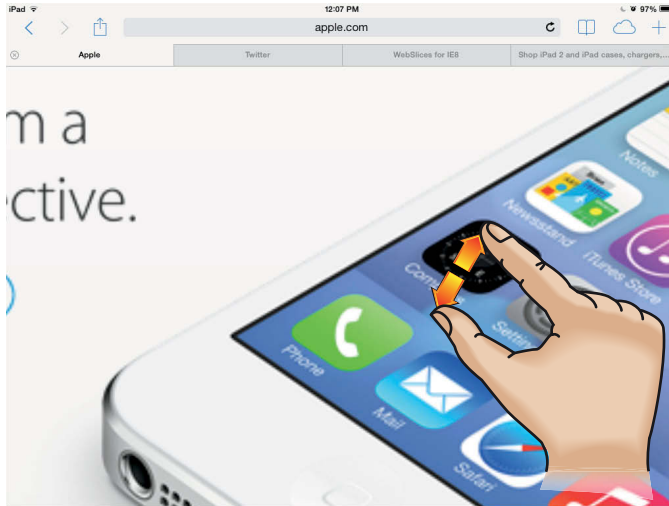 iPad 12:07 PM 97%
apple.com
Apple Twitter WebSlices for IE8 Shop iPad 2 and iPad cases, chargers,...
m a
ctive.
Notes
Newsstand
iTunes Store
Phone
Mail
Safari